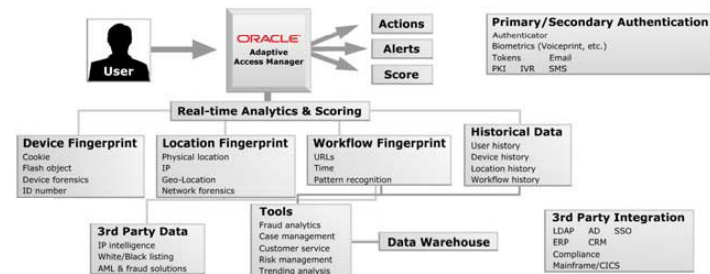 User
ORACLE
Adaptive
Access Manager
Actions
Alerts
Score
Primary/Secondary Authentication
Authenticator
Biometrics (Voiceprint, etc.)
Tokens Email
PKI IVR SMS
Real-time Analytics & Scoring
Device Fingerprint
Cookie
Flash object
Device forensics
ID number
Location Fingerprint
Physical location
IP
Geo-Location
Network forensics
Workflow Fingerprint
URLs
Time
Pattern recognition
Historical Data
User history
Device history
Location history
Workflow history
3rd Party Data
IP intelligence
White/Black listing
AML & fraud solutions
Tools
Fraud analytics
Case management
Customer service
Risk management
Trending analysis
Data Warehouse
3rd Party Integration
LDAP AD SSO
ERP CRM
Compliance
Mainframe/CICS